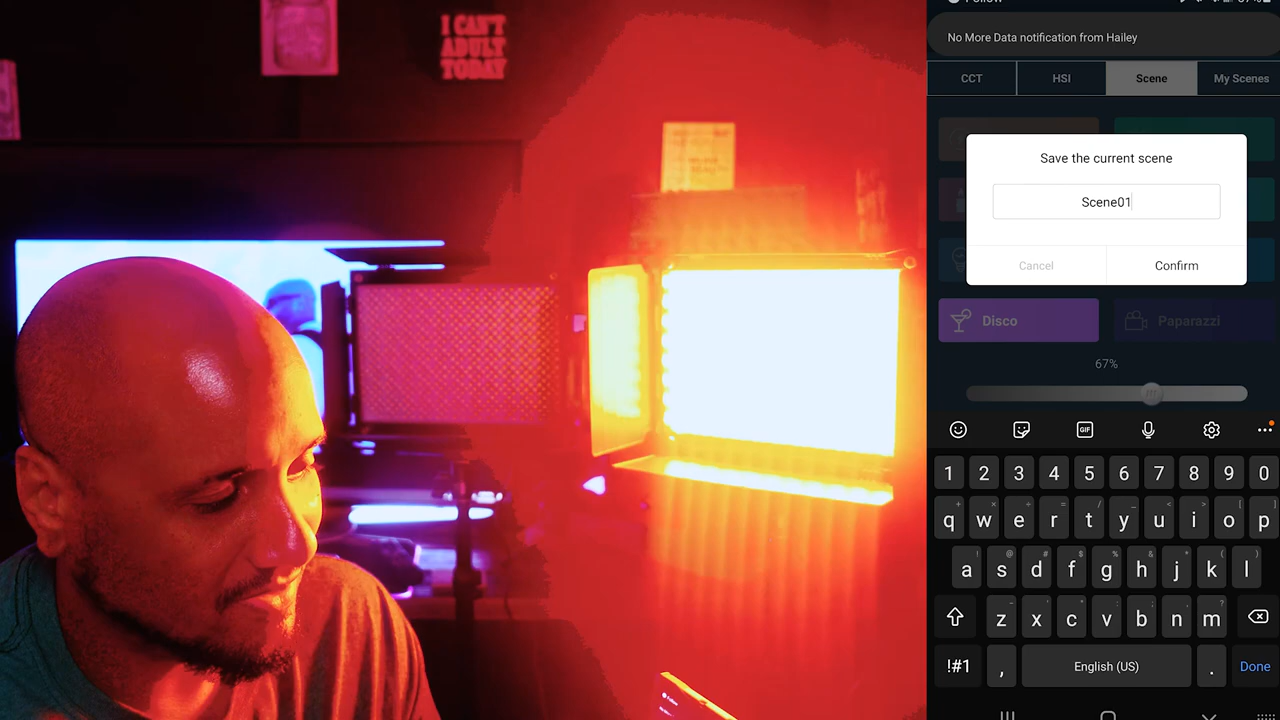 I CAN'T
ADULT
TODAY
Follow
No More Data notification from Hailey
CCT
HSI
Scene
My Scenes
Save the current scene
Scene01
Cancel
Confirm
Disco
Paparazzi
67%
GIF
1 2 3 4 5 6 7 8 9 0
q w e r t y u i o p
a s d f g h j k l
z x c v b n m
!#1 , English (US) . Done